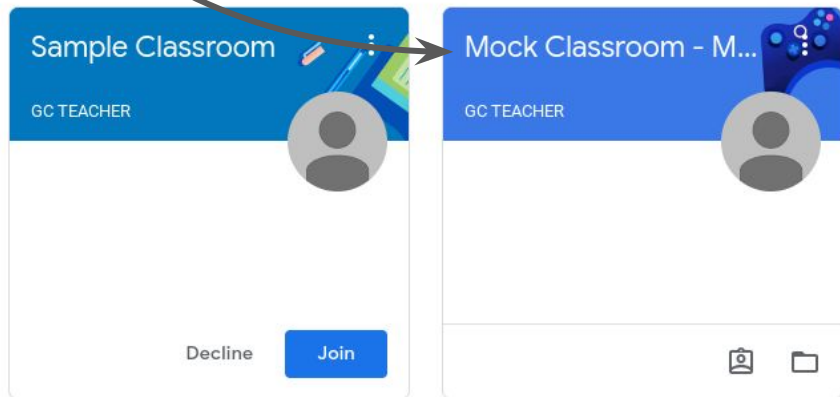 Sample Classroom
GC TEACHER
Decline
Join
Mock Classroom - M...
GC TEACHER